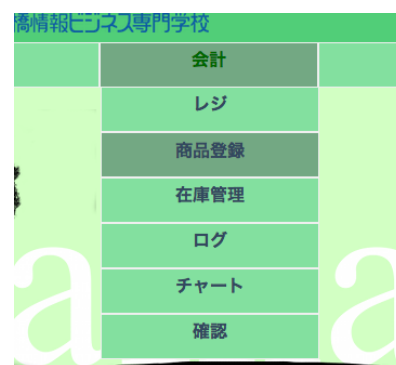 橋情報ビジネス専門学校
会計
レジ
商品登録
在庫管理
ログ
チャート
確認
a a